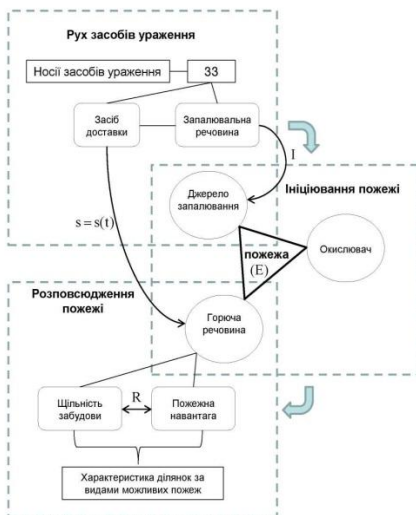 Рух засобів ураження
Носії засобів ураження
33
Засіб
доставки
Запалювальна
речовина
I
Джерело
запалювання
Ініціювання пожежі
s = s(t)
пожежа
(E)
Окислювач
Розповсюдження
пожежі
Горюча
речовина
Щільність
забудови
R
Пожежна
навантага
Характеристика ділянок за
видами можливих пожеж